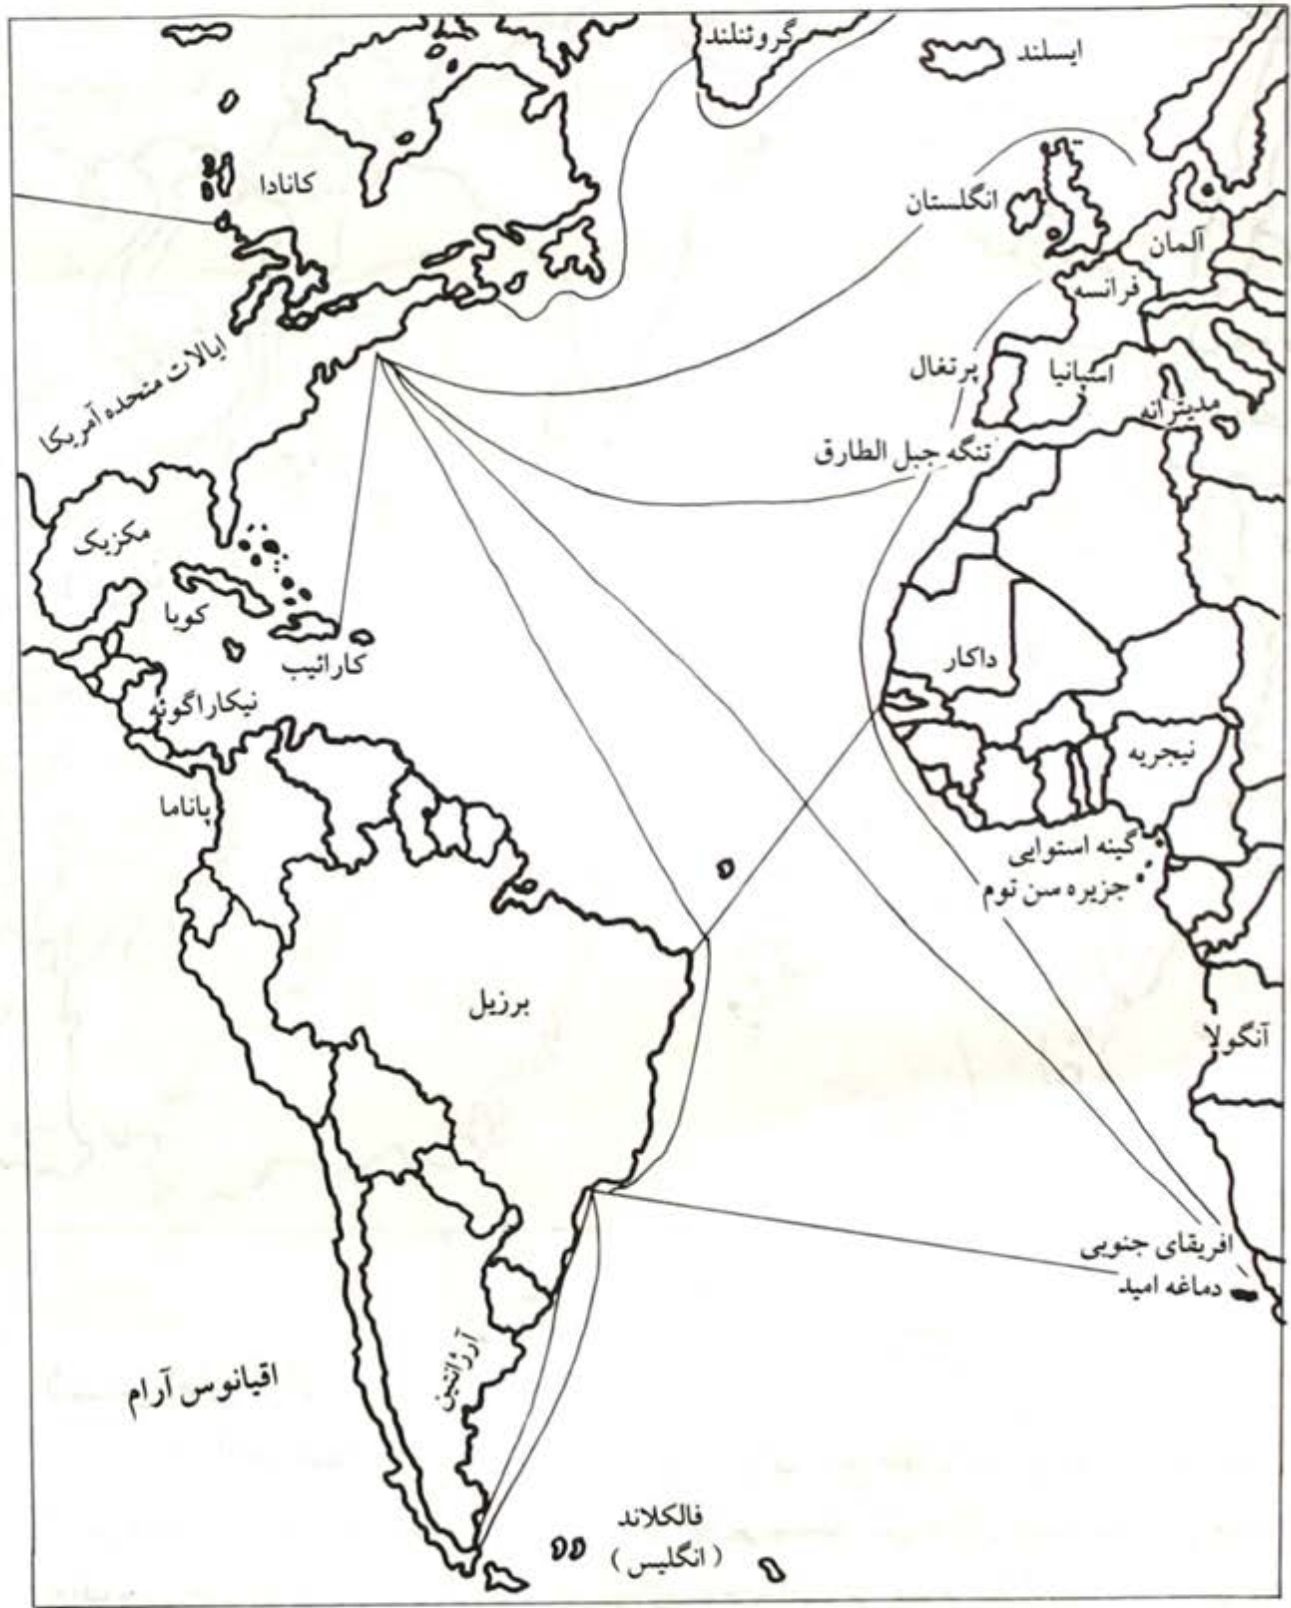 گروئنلند
ایسلند
کانادا
انگلستان
آلمان
فرانسه
ایالات متحده آمریکا
پرتغال
اسپانیا
مدیترانه
تنگه جبل الطارق
مکزیک
کوبا
کارائیب
داکار
نیکاراگوئه
نیجریه
پاناما
گینه استوایی
جزیره سن توم
برزیل
آنگولا
افریقای جنوبی
دماغه امید
آرژانتین
اقیانوس آرام
فالکلاند
(انگلیس)